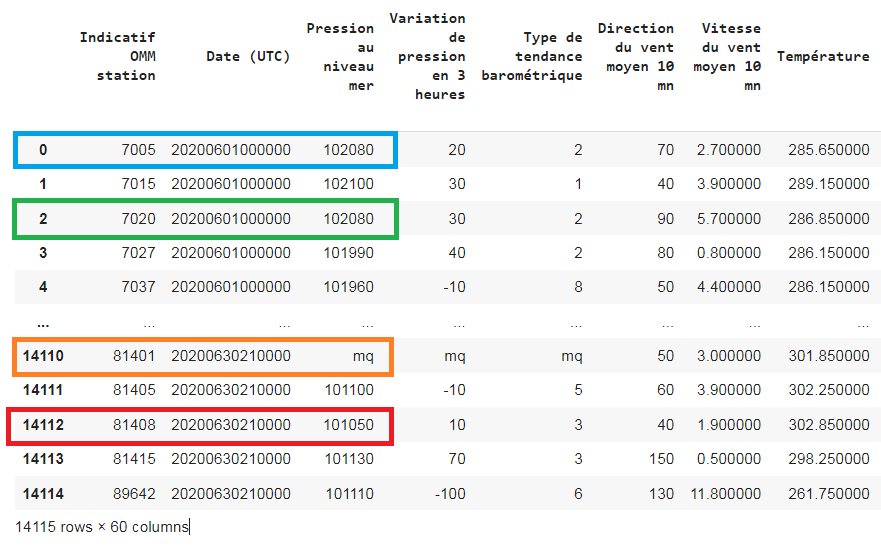 Indicatif OMM station Date (UTC) Pression au niveau mer Variation de pression en 3 heures Type de tendance barométrique Direction du vent moyen 10 mn Vitesse du vent moyen 10 mn Température
0 7005 20200601000000 102080 20 2 70 2.700000 285.650000
1 7015 20200601000000 102100 30 1 40 3.900000 289.150000
2 7020 20200601000000 102080 30 2 90 5.700000 286.850000
3 7027 20200601000000 101990 40 2 80 0.800000 286.150000
4 7037 20200601000000 101960 -10 8 50 4.400000 286.150000
... ... ... ... ... ... ... ... ...
14110 81401 20200630210000 mq mq mq 50 3.000000 301.850000
14111 81405 20200630210000 101100 -10 5 60 3.900000 302.250000
14112 81408 20200630210000 101050 10 3 40 1.900000 302.850000
14113 81415 20200630210000 101130 70 3 150 0.500000 298.250000
14114 89642 20200630210000 101110 -100 6 130 11.800000 261.750000
14115 rows × 60 columns